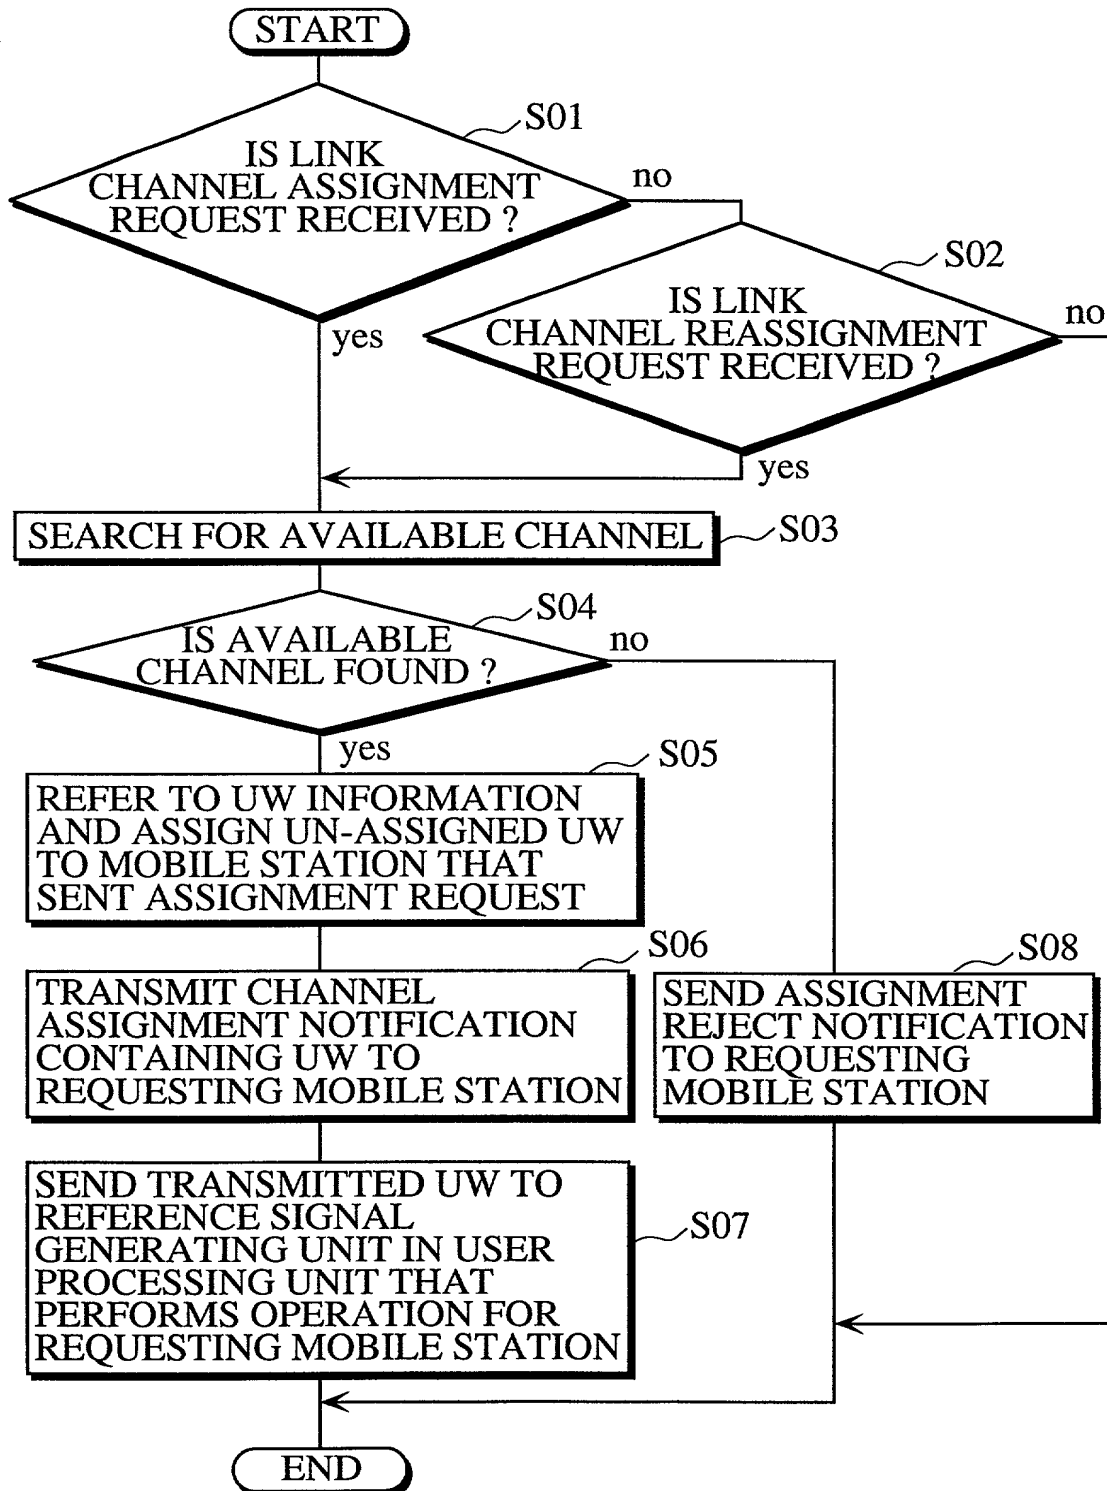 START
S01
IS LINK
CHANNEL ASSIGNMENT
REQUEST RECEIVED ?
no
yes
S02
IS LINK
CHANNEL REASSIGNMENT
REQUEST RECEIVED ?
no
yes
SEARCH FOR AVAILABLE CHANNEL
S03
S04
IS AVAILABLE
CHANNEL FOUND ?
no
yes
S05
REFER TO UW INFORMATION
AND ASSIGN UN-ASSIGNED UW
TO MOBILE STATION THAT
SENT ASSIGNMENT REQUEST
S06
TRANSMIT CHANNEL
ASSIGNMENT NOTIFICATION
CONTAINING UW TO
REQUESTING MOBILE STATION
S08
SEND ASSIGNMENT
REJECT NOTIFICATION
TO REQUESTING
MOBILE STATION
SEND TRANSMITTED UW TO
REFERENCE SIGNAL
GENERATING UNIT IN USER
PROCESSING UNIT THAT
PERFORMS OPERATION FOR
REQUESTING MOBILE STATION
S07
END